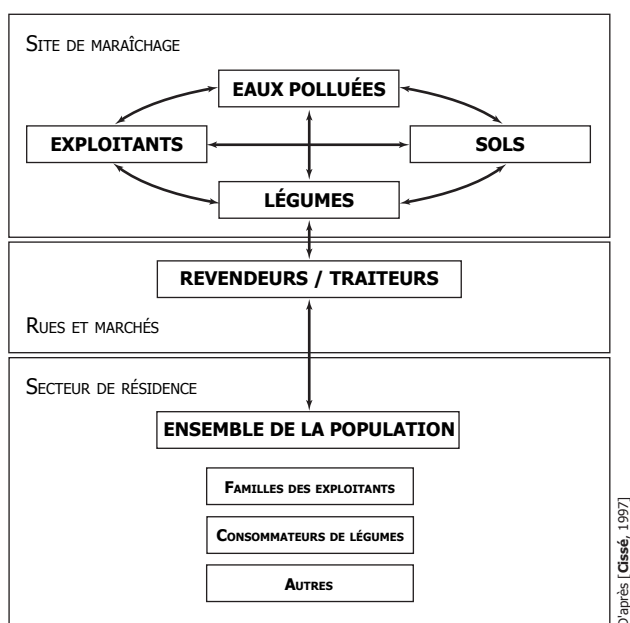 Site de maraîchage
EAUX POLLUÉES
EXPLOITANTS
SOLS
LÉGUMES
REVENDEURS / TRAITEURS
Rues et marchés
Secteur de résidence
ENSEMBLE DE LA POPULATION
Familles des exploitants
Consommateurs de légumes
Autres
D'après [Cissé, 1997]